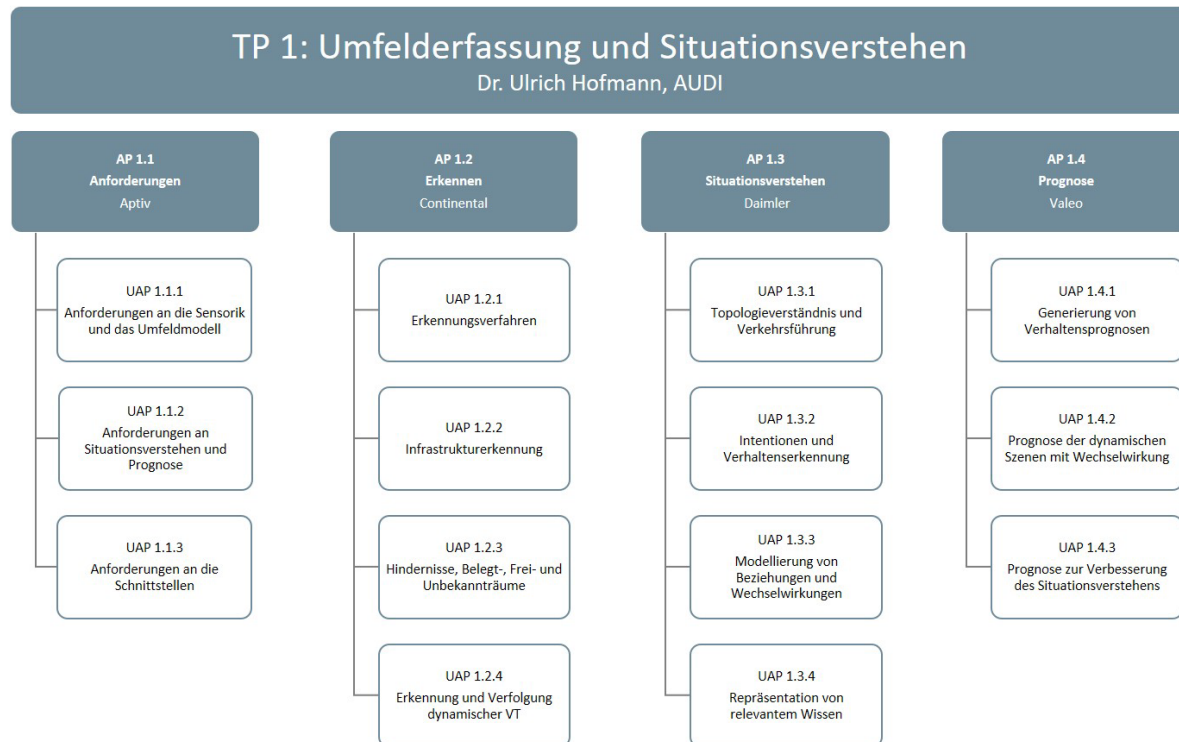 TP 1: Umfelderfassung und Situationsverstehen
Dr. Ulrich Hofmann, AUDI
AP 1.1
Anforderungen
Aptiv
UAP 1.1.1
Anforderungen an die Sensorik
und das Umfeldmodell
UAP 1.1.2
Anforderungen an
Situationsverstehen und
Prognose
UAP 1.1.3
Anforderungen an die
Schnittstellen
AP 1.2
Erkennen
Continental
UAP 1.2.1
Erkennungsverfahren
UAP 1.2.2
Infrastrukturerkennung
UAP 1.2.3
Hindernisse, Belegt-, Frei- und
Unbekannträume
UAP 1.2.4
Erkennung und Verfolgung
dynamischer VT
AP 1.3
Situationsverstehen
Daimler
UAP 1.3.1
Topologieverständnis und
Verkehrsführung
UAP 1.3.2
Intentionen und
Verhaltenserkennung
UAP 1.3.3
Modellierung von
Beziehungen und
Wechselwirkungen
UAP 1.3.4
Repräsentation von
relevantem Wissen
AP 1.4
Prognose
Valeo
UAP 1.4.1
Generierung von
Verhaltensprognosen
UAP 1.4.2
Prognose der dynamischen
Szenen mit Wechselwirkung
UAP 1.4.3
Prognose zur Verbesserung
des Situationsverstehens